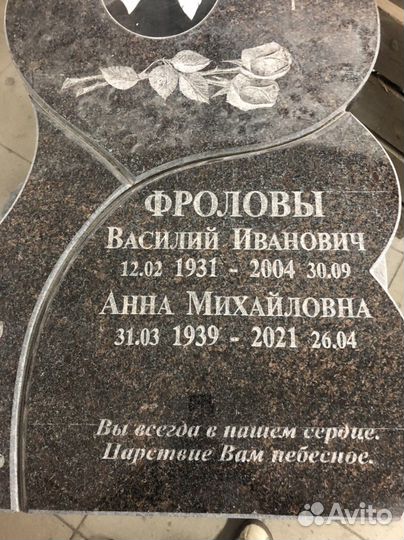 ФРОЛОВЫ
ВАСИЛИЙ ИВАНОВИЧ
12.02 1931 - 2004 30.09
АННА МИХАЙЛОВНА
31.03 1939 - 2021 26.04
Вы всегда в нашем сердце.
Царствие Вам небесное.
Avito